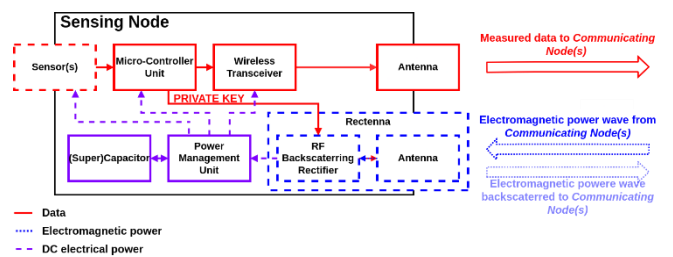 Sensing Node
Sensor(s)
Micro-Controller
Unit
Wireless
Transceiver
Antenna
Measured data to Communicating
Node(s)
PRIVATE KEY
Rectenna
(Super)Capacitor
Power
Management
Unit
RF
Backscaterring
Rectifier
Antenna
Electromagnetic power wave from
Communicating Node(s)
Electromagnetic powere wave
backscaterred to Communicating
Node(s)
Data
Electromagnetic power
DC electrical power